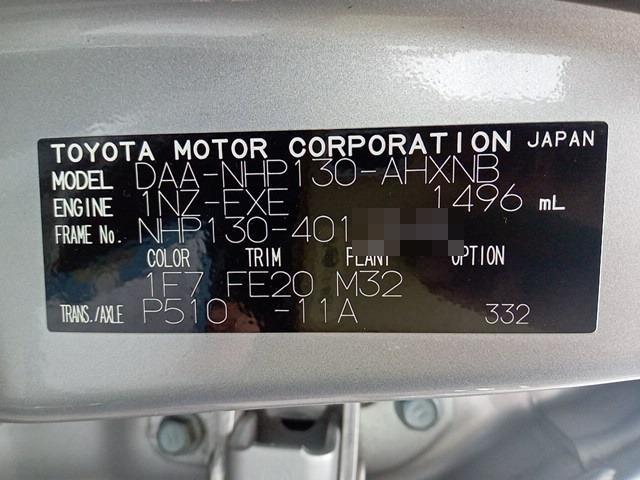 TOYOTA MOTOR CORPORATION JAPAN
MODEL DAA-NHP130-AHXNB
ENGINE 1NZ-EXE 1496 mL
FRAME No. NHP130-401
COLOR TRIM PLANT OPTION
1F7 FE20 M32
TRANS./AXLE P510 -11A 332